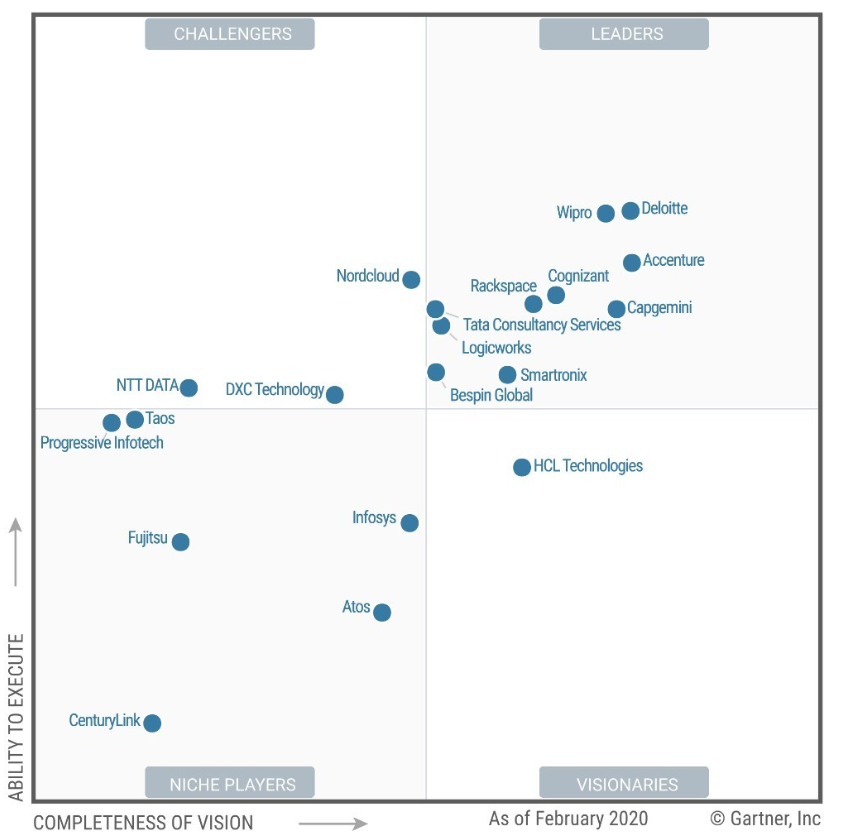 CHALLENGERS
LEADERS
Wipro
Deloitte
Accenture
Nordcloud
Cognizant
Rackspace
Capgemini
Tata Consultancy Services
Logicworks
NTT DATA
DXC Technology
Smartronix
Bespin Global
Taos
Progressive Infotech
HCL Technologies
Infosys
Fujitsu
Atos
CenturyLink
NICHE PLAYERS
VISIONARIES
ABILITY TO EXECUTE
COMPLETENESS OF VISION
As of February 2020
© Gartner, Inc